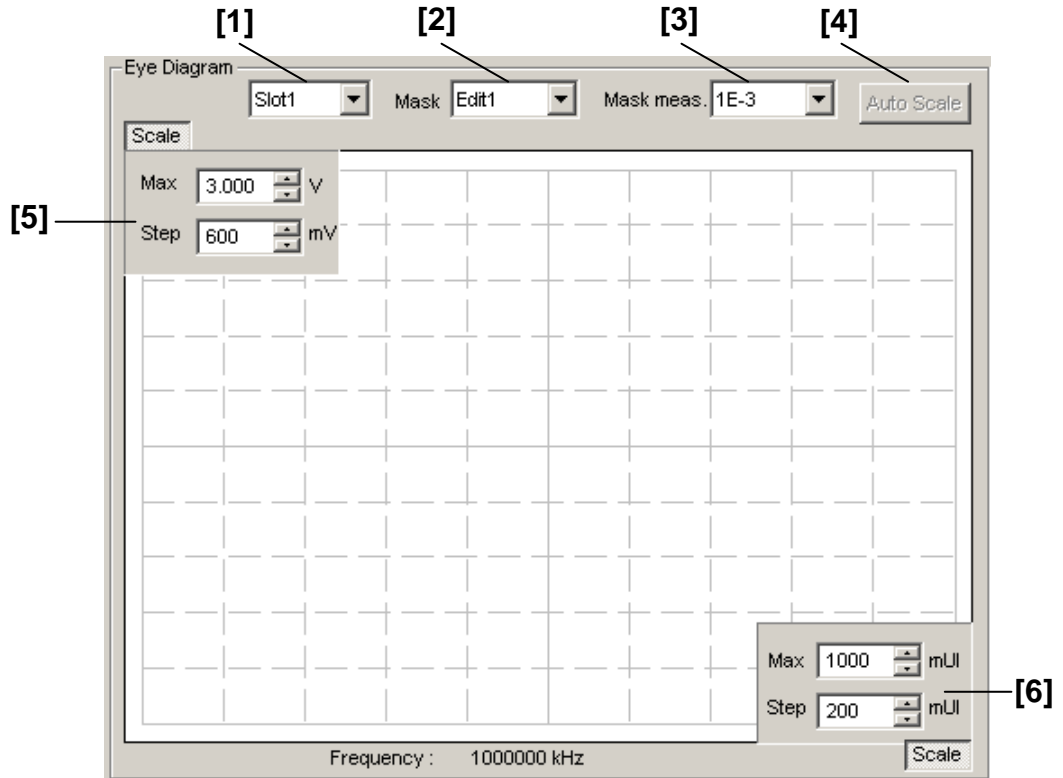 [1] [2] [3] [4]
Eye Diagram
Slot1 Mask Edit1 Mask meas. 1E-3 Auto Scale
Scale
Max 3.000 V
[5]
Step 600 mV
Max 1000 mUI
[6]
Step 200 mUI
Frequency : 1000000 kHz Scale